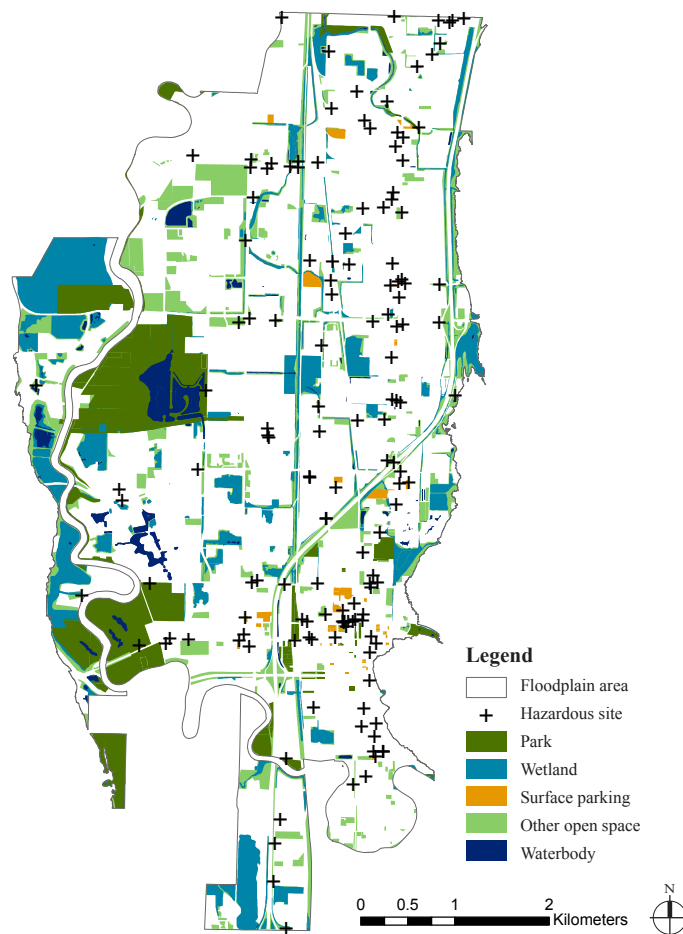 Legend
Floodplain area
Hazardous site
Park
Wetland
Surface parking
Other open space
Waterbody
N
0 0.5 1 2
Kilometers